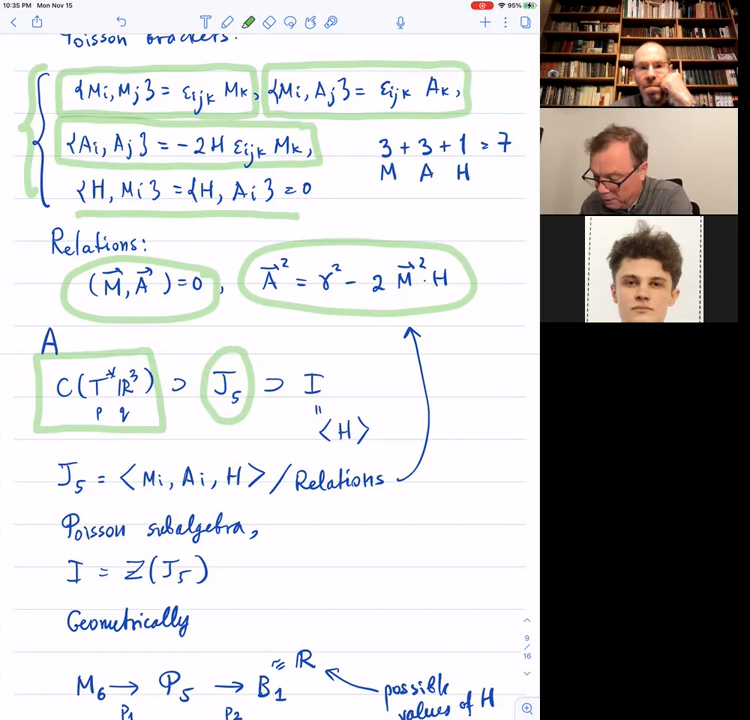 10:35 PM Mon Nov 15
95%
Poisson brackets:
{Mi, Mj} = εijk Mk, {Mi, Aj} = εijk Ak,
{Ai, Aj} = -2H εijk Mk, 3 + 3 + 1 = 7
M A H
{H, Mi} = {H, Ai} = 0
Relations:
(M⃗, A⃗) = 0, A⃗² = γ² - 2 M⃗²·H
A
C(T*ℝ³) ⊃ J₅ ⊃ I
p q "
<H>
J₅ = <Mi, Ai, H> / Relations
Poisson subalgebra,
I = Z(J₅)
Geometrically
≈ ℝ
M₆ → P₅ → B₁ possible
p₁ p₂ values of H
9
/
16